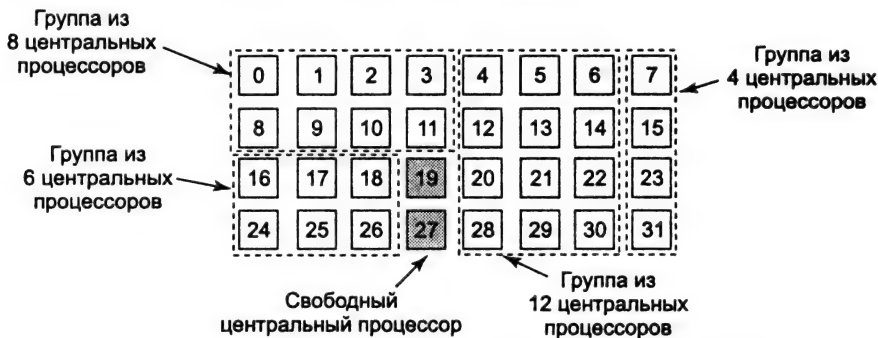 Группа из
8 центральных
процессоров
0 1 2 3 4 5 6 7
Группа из
4 центральных
процессоров
8 9 10 11 12 13 14 15
Группа из
6 центральных
процессоров
16 17 18 19 20 21 22 23
24 25 26 27 28 29 30 31
Свободный
центральный процессор
Группа из
12 центральных
процессоров